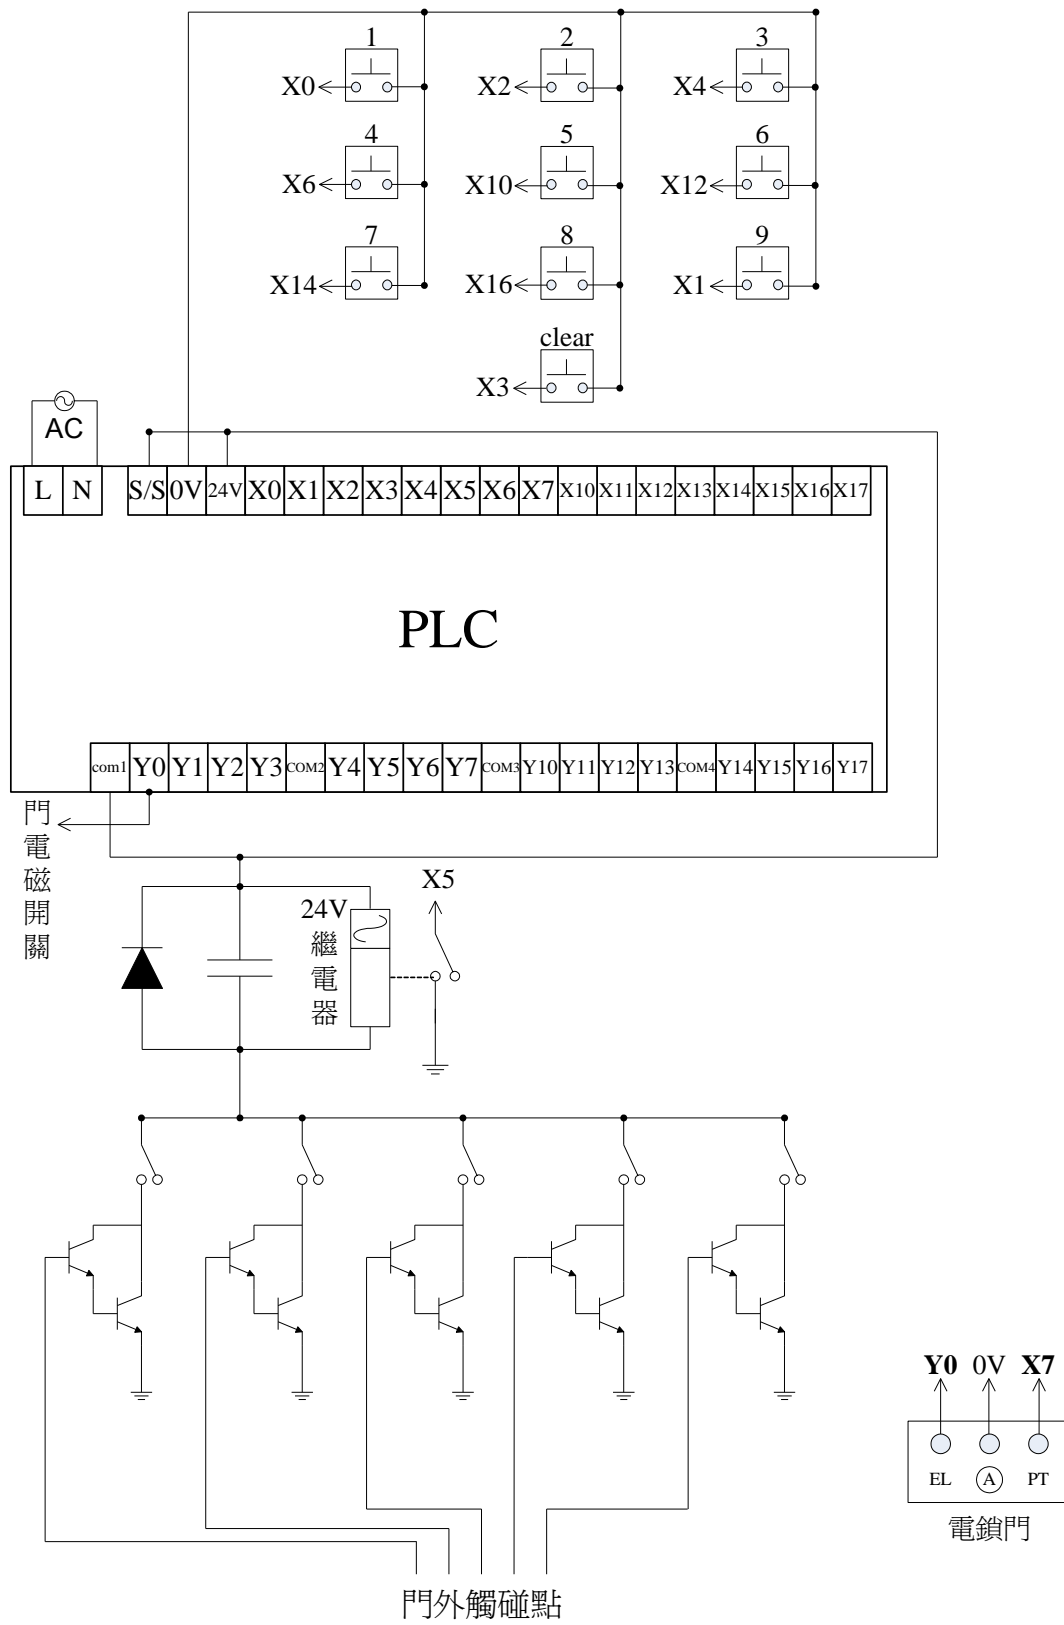 1 2 3
X0 X2 X4
4 5 6
X6 X10 X12
7 8 9
X14 X16 X1
clear
X3
AC
L N S/S 0V 24V X0 X1 X2 X3 X4 X5 X6 X7 X10 X11 X12 X13 X14 X15 X16 X17
PLC
com1 Y0 Y1 Y2 Y3 COM2 Y4 Y5 Y6 Y7 COM3 Y10 Y11 Y12 Y13 COM4 Y14 Y15 Y16 Y17
門電磁開關
X5
24V
繼電器
Y0 0V X7
EL A PT
電鎖門
門外觸碰點